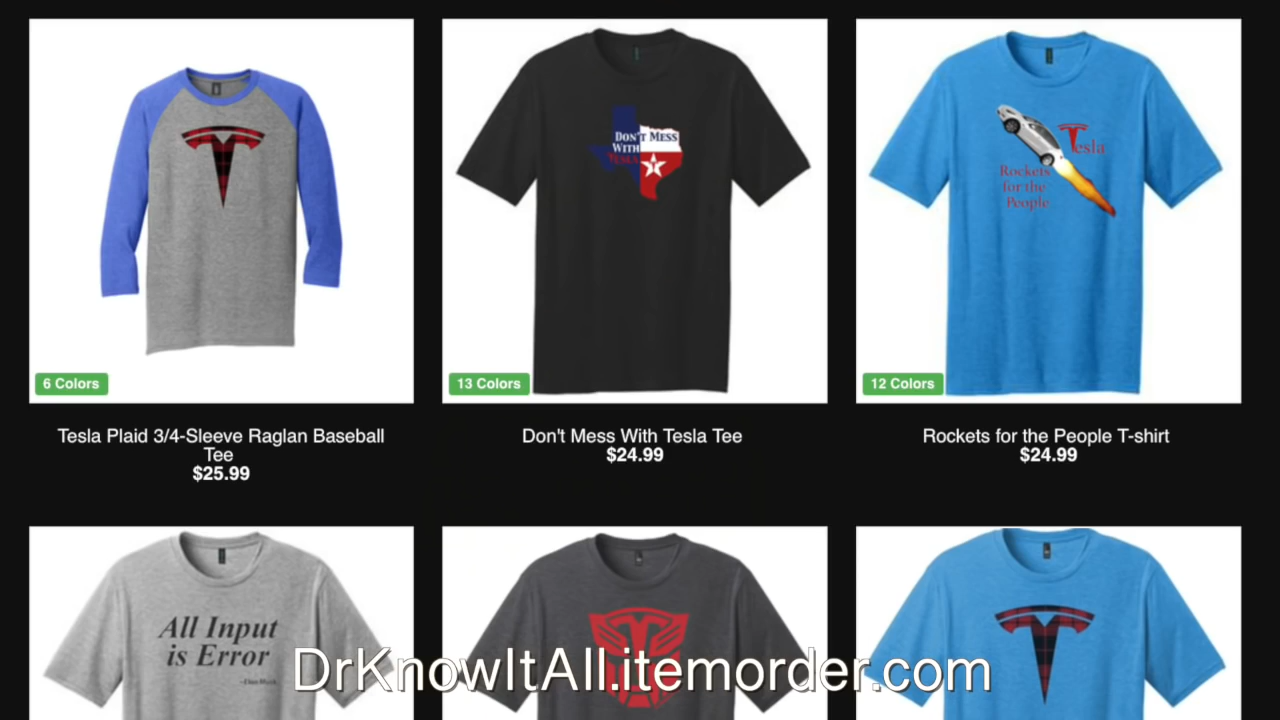 DON'T MESS
WITH
TESLA
Tesla
Rockets
for the
People
6 Colors
13 Colors
12 Colors
Tesla Plaid 3/4-Sleeve Raglan Baseball
Tee
$25.99
Don't Mess With Tesla Tee
$24.99
Rockets for the People T-shirt
$24.99
All Input
is Error
DrKnowItAll.itemorder.com